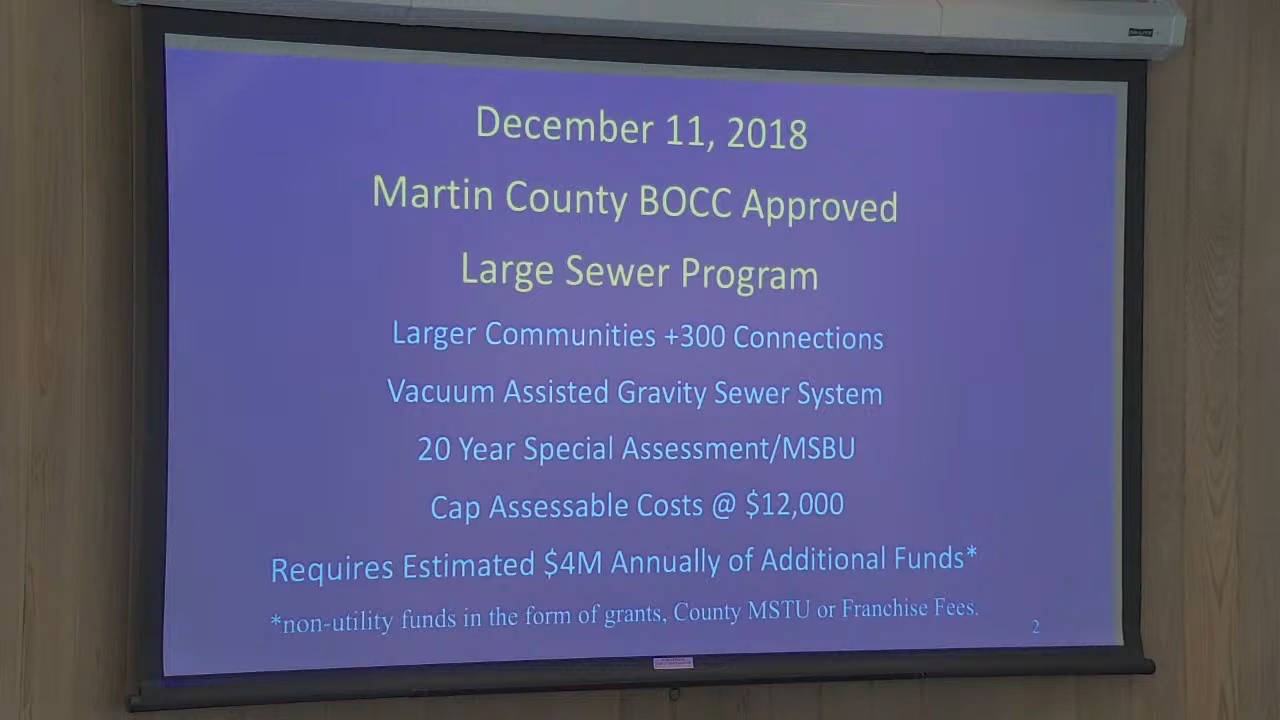 December 11, 2018
Martin County BOCC Approved
Large Sewer Program
Larger Communities +300 Connections
Vacuum Assisted Gravity Sewer System
20 Year Special Assessment/MSBU
Cap Assessable Costs @ $12,000
Requires Estimated $4M Annually of Additional Funds*
*non-utility funds in the form of grants, County MSTU or Franchise Fees.
2